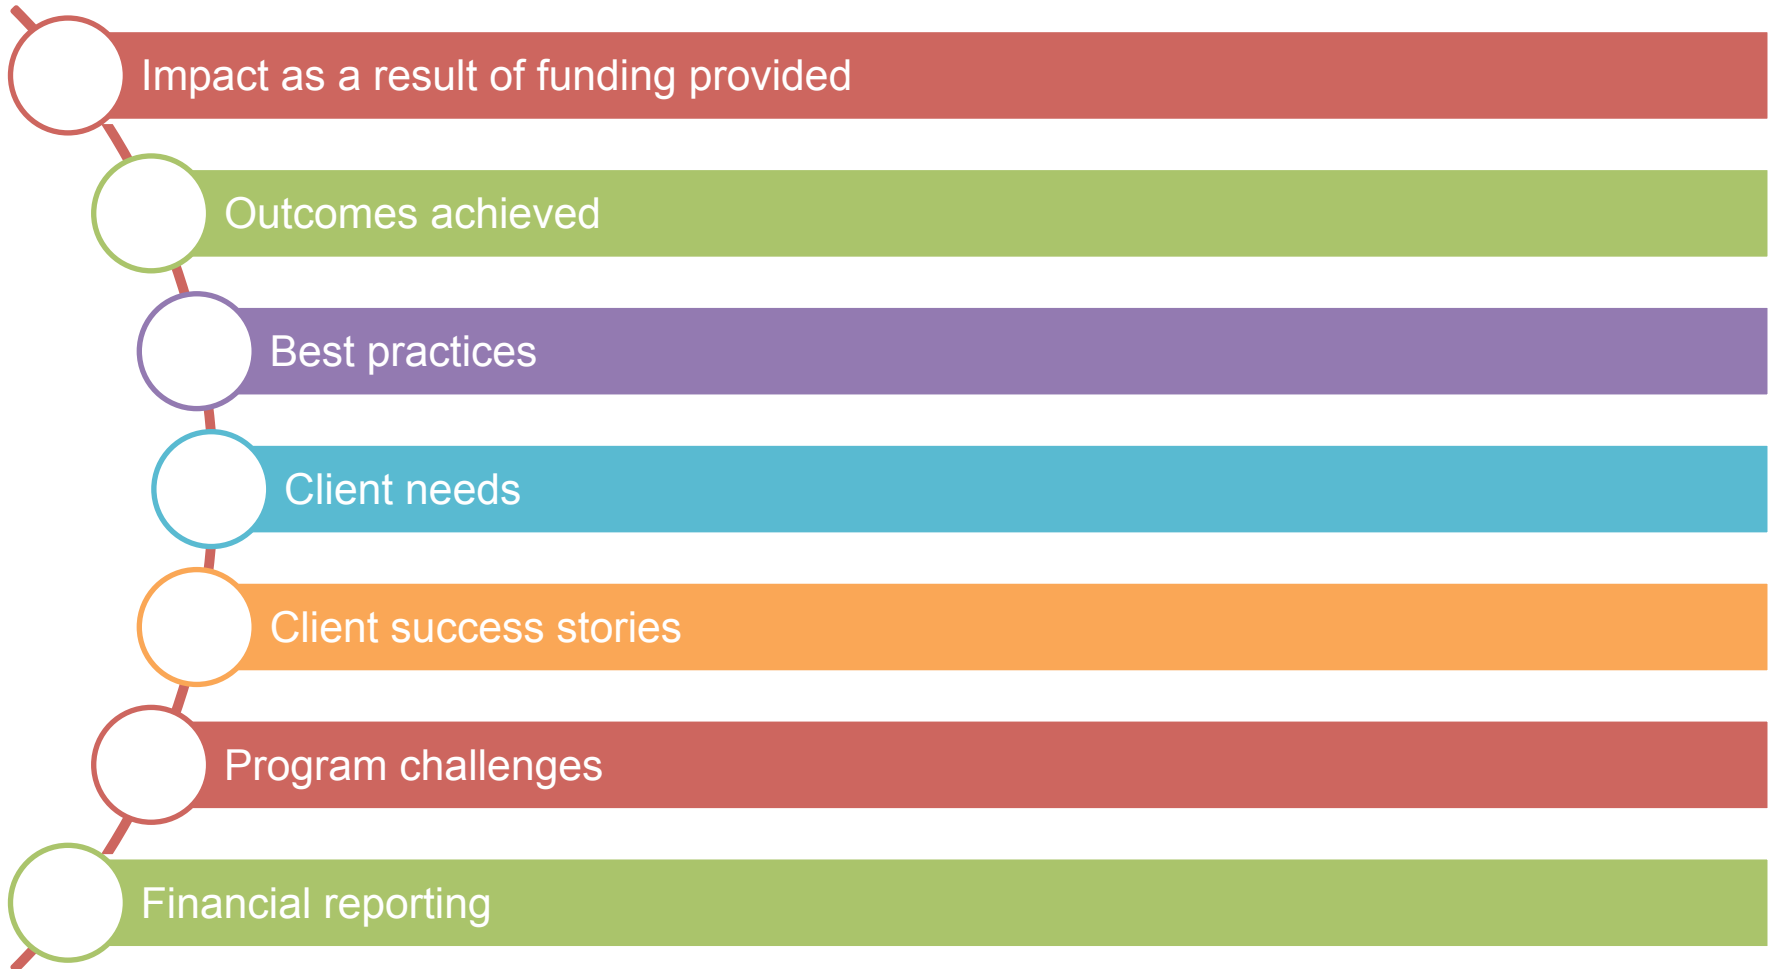 Impact as a result of funding provided
Outcomes achieved
Best practices
Client needs
Client success stories
Program challenges
Financial reporting